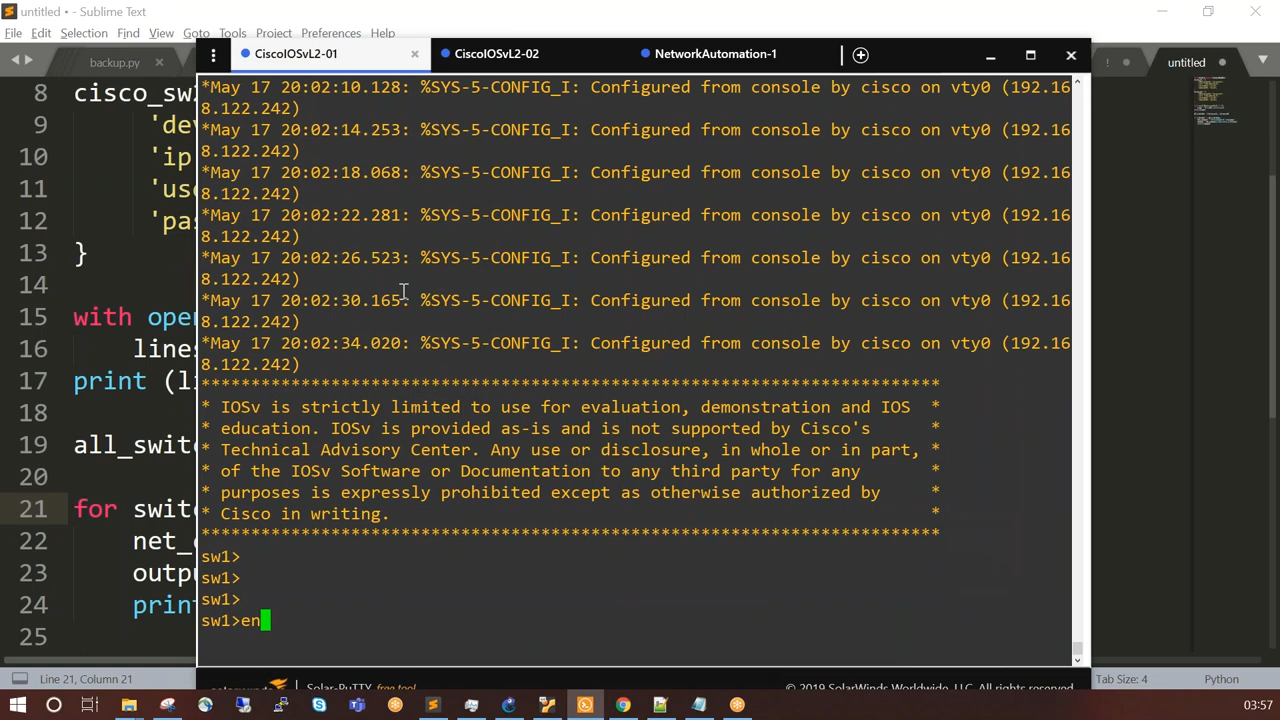 untitled • - Sublime Text
File Edit Selection Find View Goto Tools Project Preferences Help
CiscoIOSvL2-01 × CiscoIOSvL2-02 NetworkAutomation-1
backup.py × ! untitled
8 cisco_sw2
9 'dev
10 'ip
11 'use
12 'pas
13 }
14
15 with open
16 lines
17 print (li
18
19 all_switc
20
21 for switc
22 net_c
23 outpu
24 print
25
*May 17 20:02:10.128: %SYS-5-CONFIG_I: Configured from console by cisco on vty0 (192.16
8.122.242)
*May 17 20:02:14.253: %SYS-5-CONFIG_I: Configured from console by cisco on vty0 (192.16
8.122.242)
*May 17 20:02:18.068: %SYS-5-CONFIG_I: Configured from console by cisco on vty0 (192.16
8.122.242)
*May 17 20:02:22.281: %SYS-5-CONFIG_I: Configured from console by cisco on vty0 (192.16
8.122.242)
*May 17 20:02:26.523: %SYS-5-CONFIG_I: Configured from console by cisco on vty0 (192.16
8.122.242)
*May 17 20:02:30.165: %SYS-5-CONFIG_I: Configured from console by cisco on vty0 (192.16
8.122.242)
*May 17 20:02:34.020: %SYS-5-CONFIG_I: Configured from console by cisco on vty0 (192.16
8.122.242)
**************************************************************************
* IOSv is strictly limited to use for evaluation, demonstration and IOS *
* education. IOSv is provided as-is and is not supported by Cisco's *
* Technical Advisory Center. Any use or disclosure, in whole or in part, *
* of the IOSv Software or Documentation to any third party for any *
* purposes is expressly prohibited except as otherwise authorized by *
* Cisco in writing. *
**************************************************************************
sw1>
sw1>
sw1>
sw1>en
Solar-PuTTY free tool © 2019 SolarWinds Worldwide, LLC. All rights reserved.
Line 21, Column 21 Tab Size: 4 Python
03:57